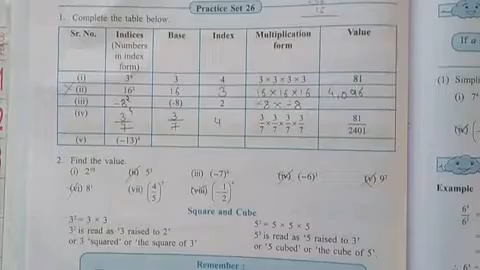 Practice Set 26
1. Complete the table below.
Sr. No. Indices (Numbers in index form) Base Index Multiplication form Value
(i) 3⁴ 3 4 3 × 3 × 3 × 3 81
(ii) 16³ 16 3 16 × 16 × 16 4,096
(iii) -2² (-8) 2 -2 × -2
(iv) 3/7 3/7 4 3/7 × 3/7 × 3/7 × 3/7 81/2401
(v) (-13)⁴
2. Find the value.
(i) 2¹⁰ (ii) 5³ (iii) (-7)⁴ (iv) (-6)³ (v) 9³
(vi) 8¹ (vii) (4/5)³ (viii) (-1/2)⁴
Square and Cube
3² = 3 × 3 5³ = 5 × 5 × 5
3² is read as '3 raised to 2' 5³ is read as '5 raised to 3'
or 3 'squared' or 'the square of 3' or '5 cubed' or 'the cube of 5'
Remember :
If a
(1) Simpli
Example